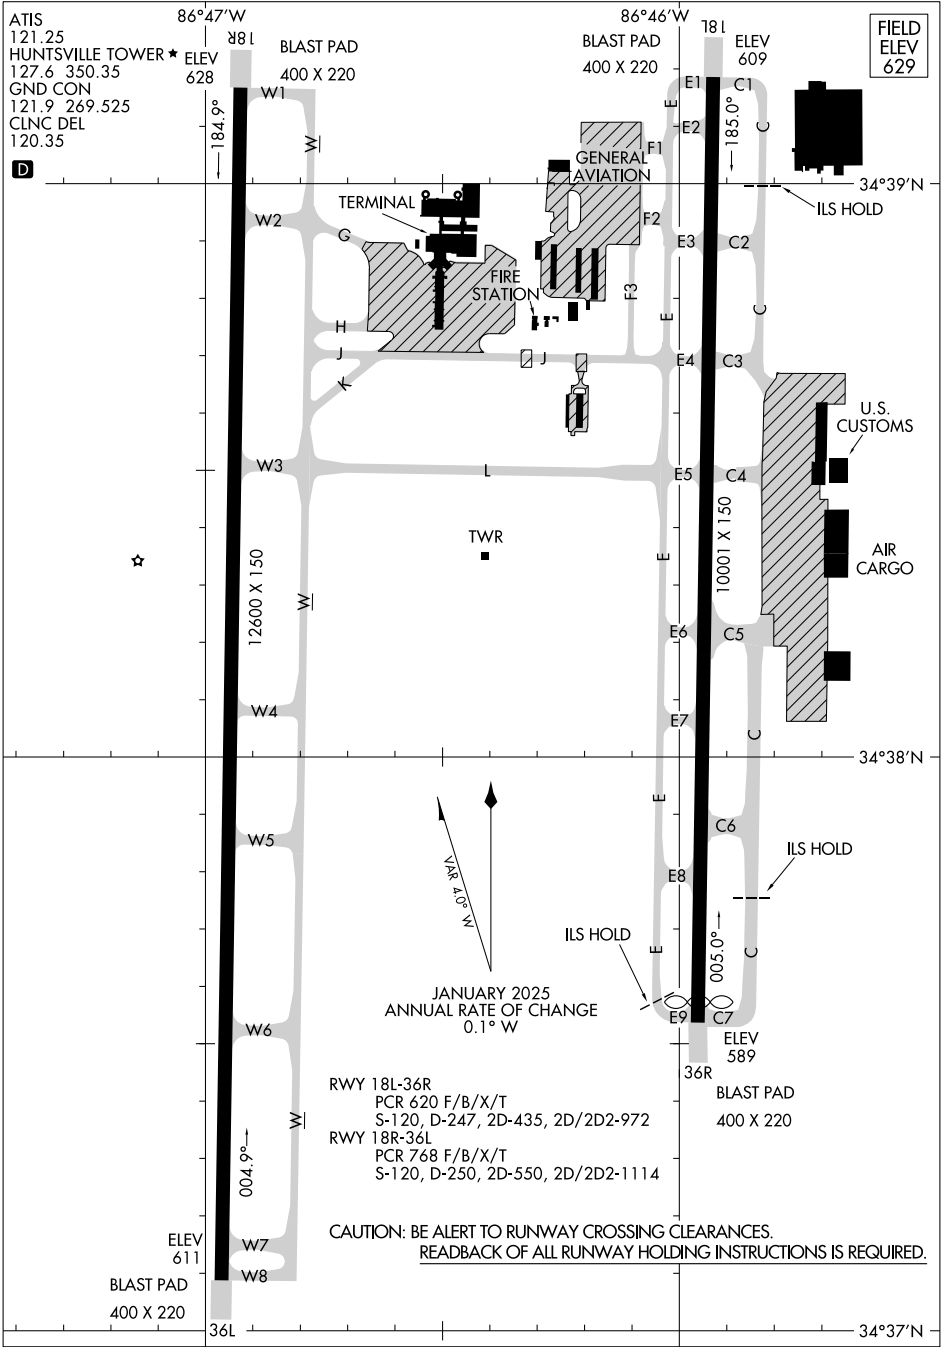 86°47'W
86°46'W
ATIS
121.25
HUNTSVILLE TOWER ★
127.6 350.35
GND CON
121.9 269.525
CLNC DEL
120.35
D
18R
ELEV
628
BLAST PAD
400 X 220
BLAST PAD
400 X 220
18L
ELEV
609
FIELD
ELEV
629
W1
184.9°
W
E1
C1
E
E2
185.0°
C
F1
GENERAL
AVIATION
34°39'N
ILS HOLD
TERMINAL
W2
G
F2
E3
C2
FIRE
STATION
F3
E
C
H
J
J
K
E4
C3
U.S.
CUSTOMS
W3
L
E5
C4
TWR
12600 X 150
10001 X 150
AIR
CARGO
W
E
E6
C5
W4
E7
C
34°38'N
E
C6
W5
VAR 4.0° W
E8
ILS HOLD
ILS HOLD
E
005.0°
C
JANUARY 2025
ANNUAL RATE OF CHANGE
0.1° W
E9
C7
W6
ELEV
589
36R
BLAST PAD
400 X 220
RWY 18L-36R
PCR 620 F/B/X/T
S-120, D-247, 2D-435, 2D/2D2-972
RWY 18R-36L
PCR 768 F/B/X/T
S-120, D-250, 2D-550, 2D/2D2-1114
W
004.9°
CAUTION: BE ALERT TO RUNWAY CROSSING CLEARANCES.
READBACK OF ALL RUNWAY HOLDING INSTRUCTIONS IS REQUIRED.
ELEV
611
W7
W8
BLAST PAD
400 X 220
36L
34°37'N